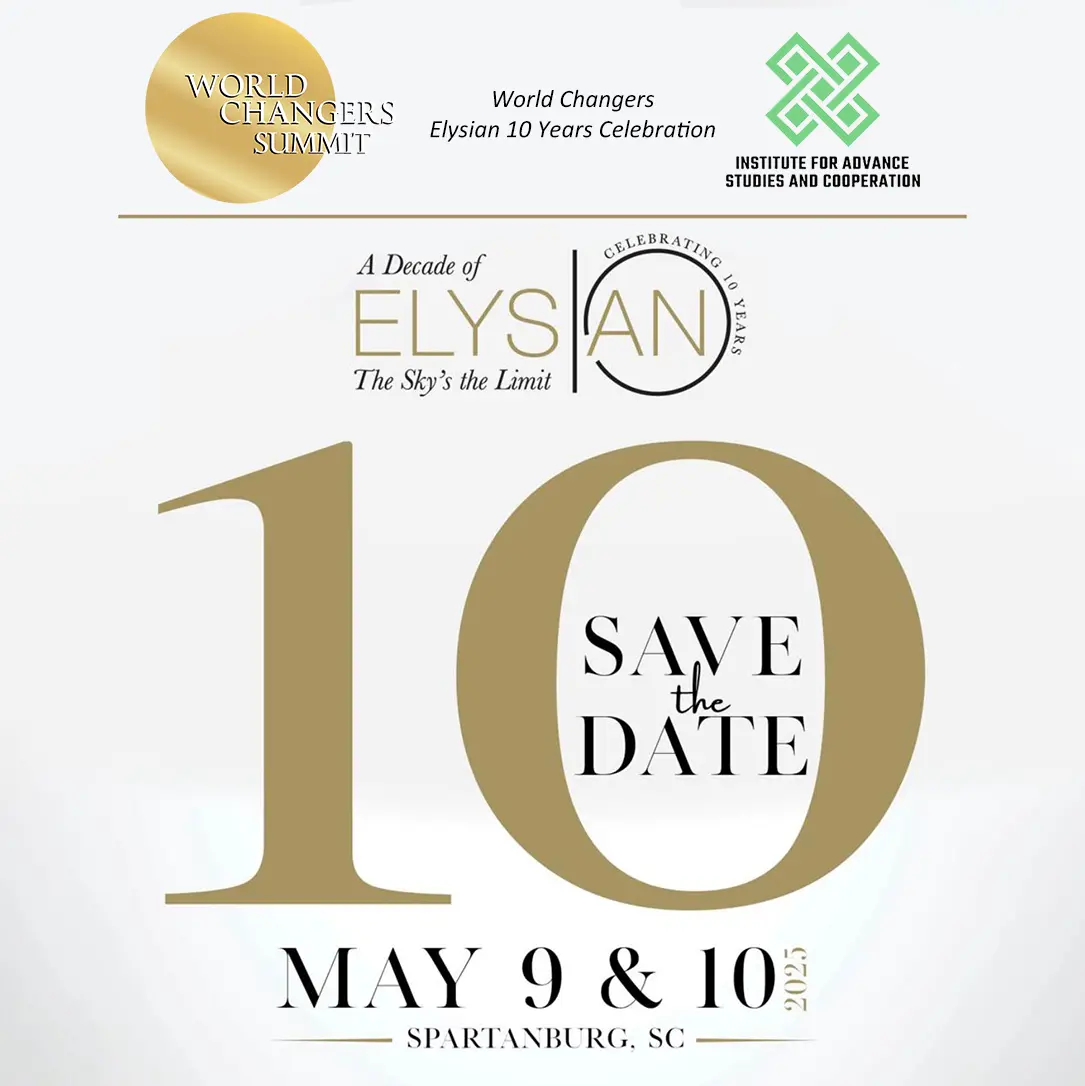 WORLD
CHANGERS
SUMMIT
World Changers
Elysian 10 Years Celebration
INSTITUTE FOR ADVANCE
STUDIES AND COOPERATION
A Decade of
ELYSIAN
The Sky's the Limit
CELEBRATING 10 YEARS
10
SAVE
the
DATE
MAY 9 & 10 2025
SPARTANBURG, SC